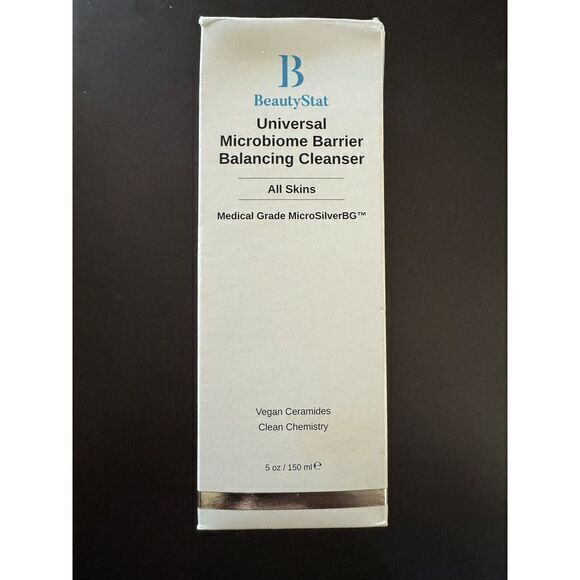 B
BeautyStat
Universal
Microbiome Barrier
Balancing Cleanser
All Skins
Medical Grade MicroSilverBG™
Vegan Ceramides
Clean Chemistry
5 oz / 150 ml ℮